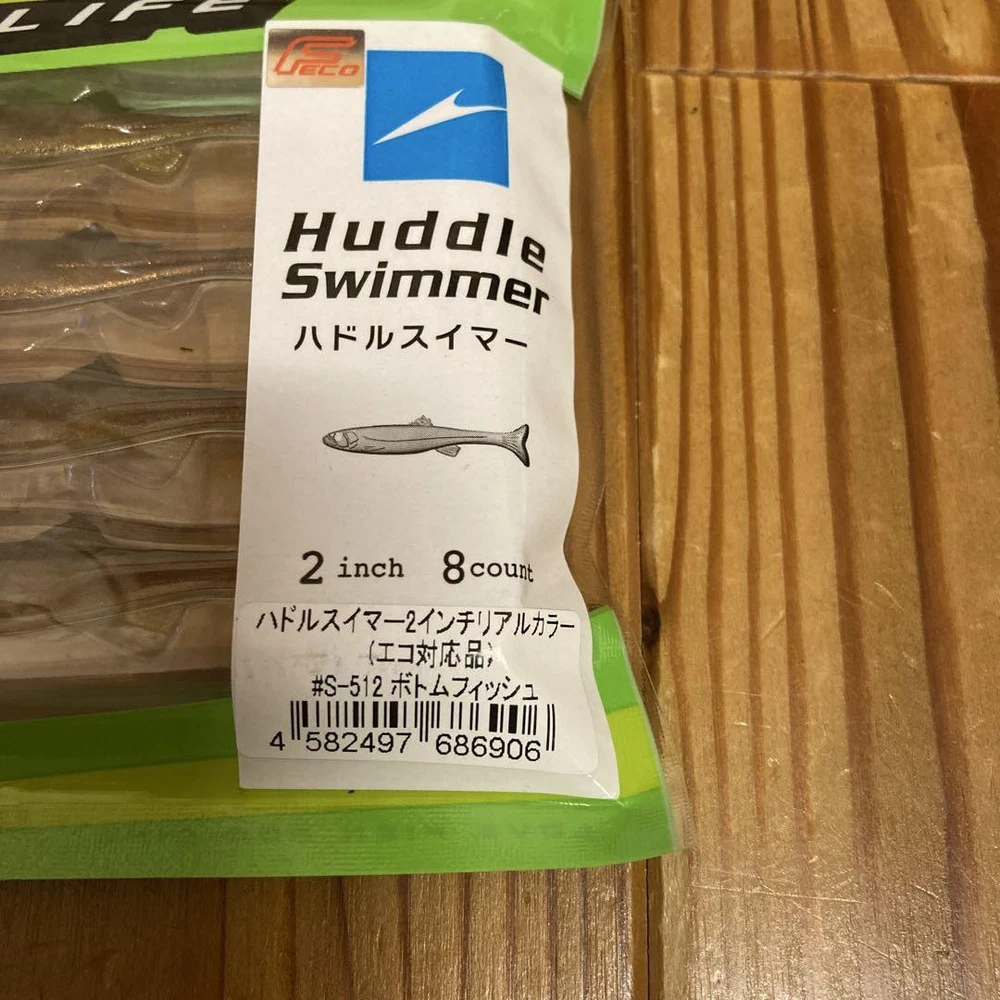 LIFE
FECO
Huddle
Swimmer
ハドルスイマー
2 inch 8 count
ハドルスイマー2インチリアルカラー
(エコ対応品)
#S-512 ボトムフィッシュ
4 582497 686906